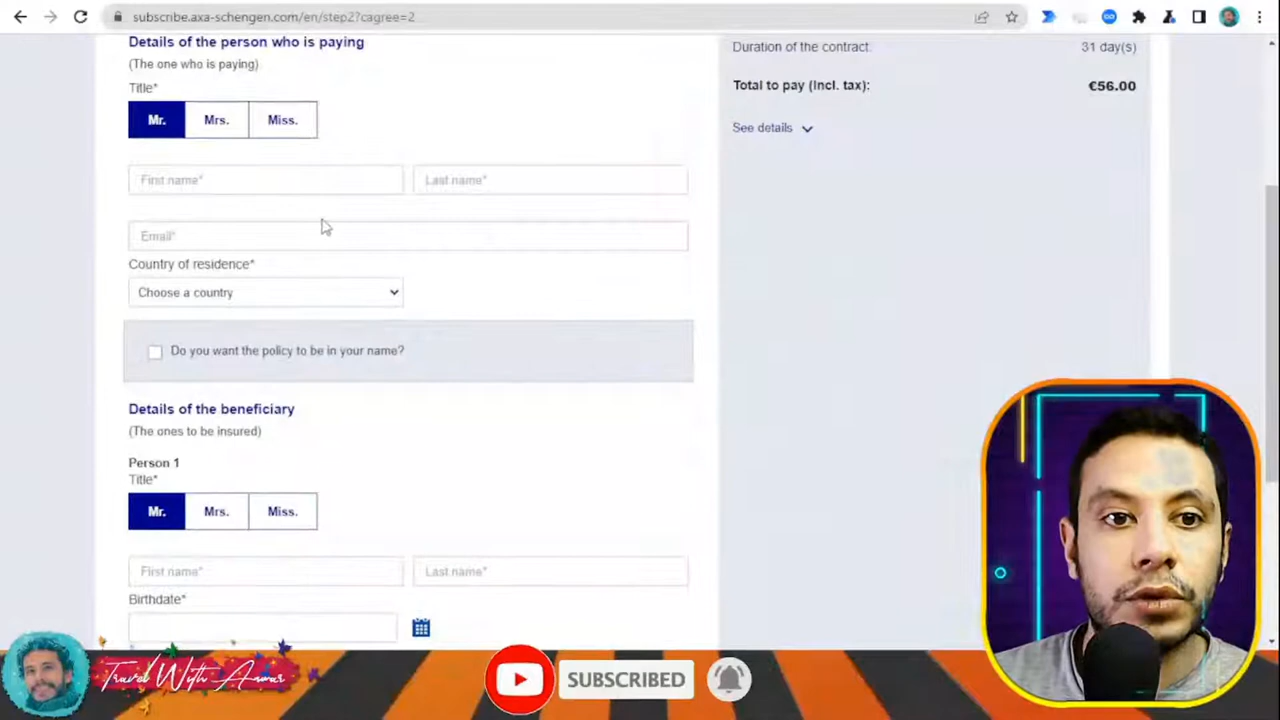 subscribe.axa-schengen.com/en/step2?cagree=2
Details of the person who is paying
(The one who is paying)
Title*
Mr. Mrs. Miss.
First name* Last name*
Email*
Country of residence*
Choose a country
Do you want the policy to be in your name?
Details of the beneficiary
(The ones to be insured)
Person 1
Title*
Mr. Mrs. Miss.
First name* Last name*
Birthdate*
Duration of the contract: 31 day(s)
Total to pay (incl. tax): €56.00
See details
Travel With Anwar
SUBSCRIBED